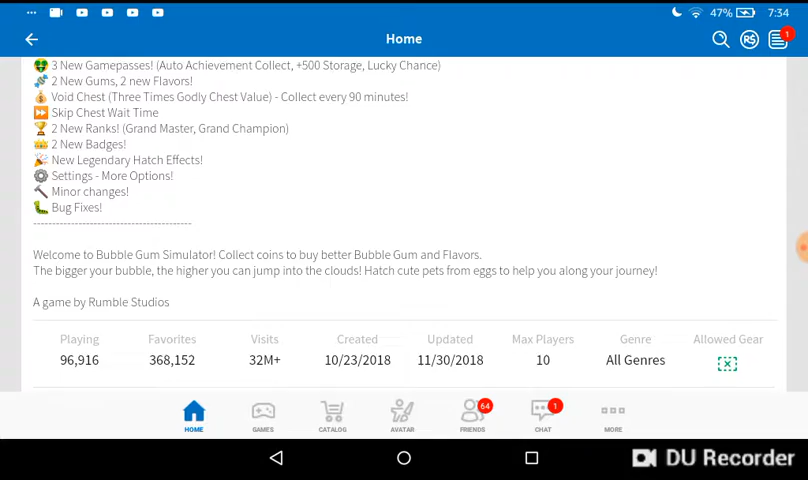 47% 7:34
Home
1
3 New Gamepasses! (Auto Achievement Collect, +500 Storage, Lucky Chance)
2 New Gums, 2 new Flavors!
Void Chest (Three Times Godly Chest Value) - Collect every 90 minutes!
Skip Chest Wait Time
2 New Ranks! (Grand Master, Grand Champion)
2 New Badges!
New Legendary Hatch Effects!
Settings - More Options!
Minor changes!
Bug Fixes!
----------------------------------------
Welcome to Bubble Gum Simulator! Collect coins to buy better Bubble Gum and Flavors.
The bigger your bubble, the higher you can jump into the clouds! Hatch cute pets from eggs to help you along your journey!
A game by Rumble Studios
Playing Favorites Visits Created Updated Max Players Genre Allowed Gear
96,916 368,152 32M+ 10/23/2018 11/30/2018 10 All Genres
64 1
HOME GAMES CATALOG AVATAR FRIENDS CHAT MORE
DU Recorder